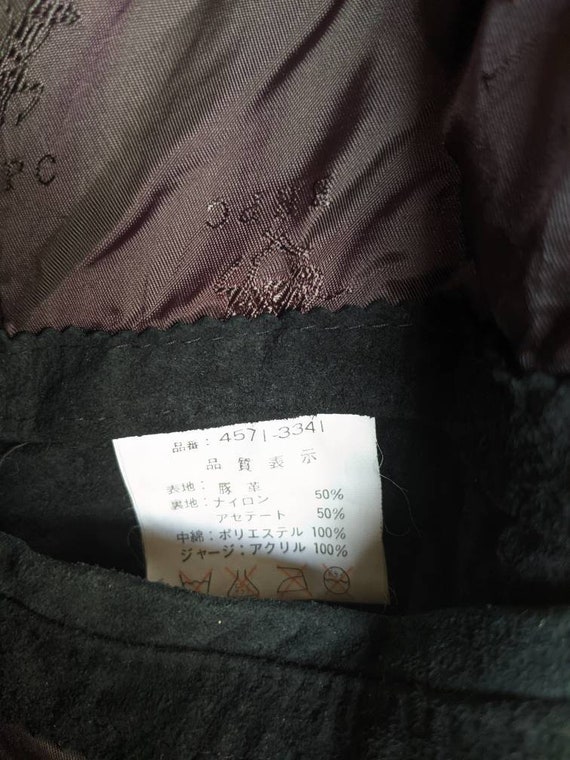 品番: 4571-3341
品質表示
表地: 豚革
裏地: ナイロン 50%
アセテート 50%
中綿: ポリエステル 100%
ジャージ: アクリル 100%